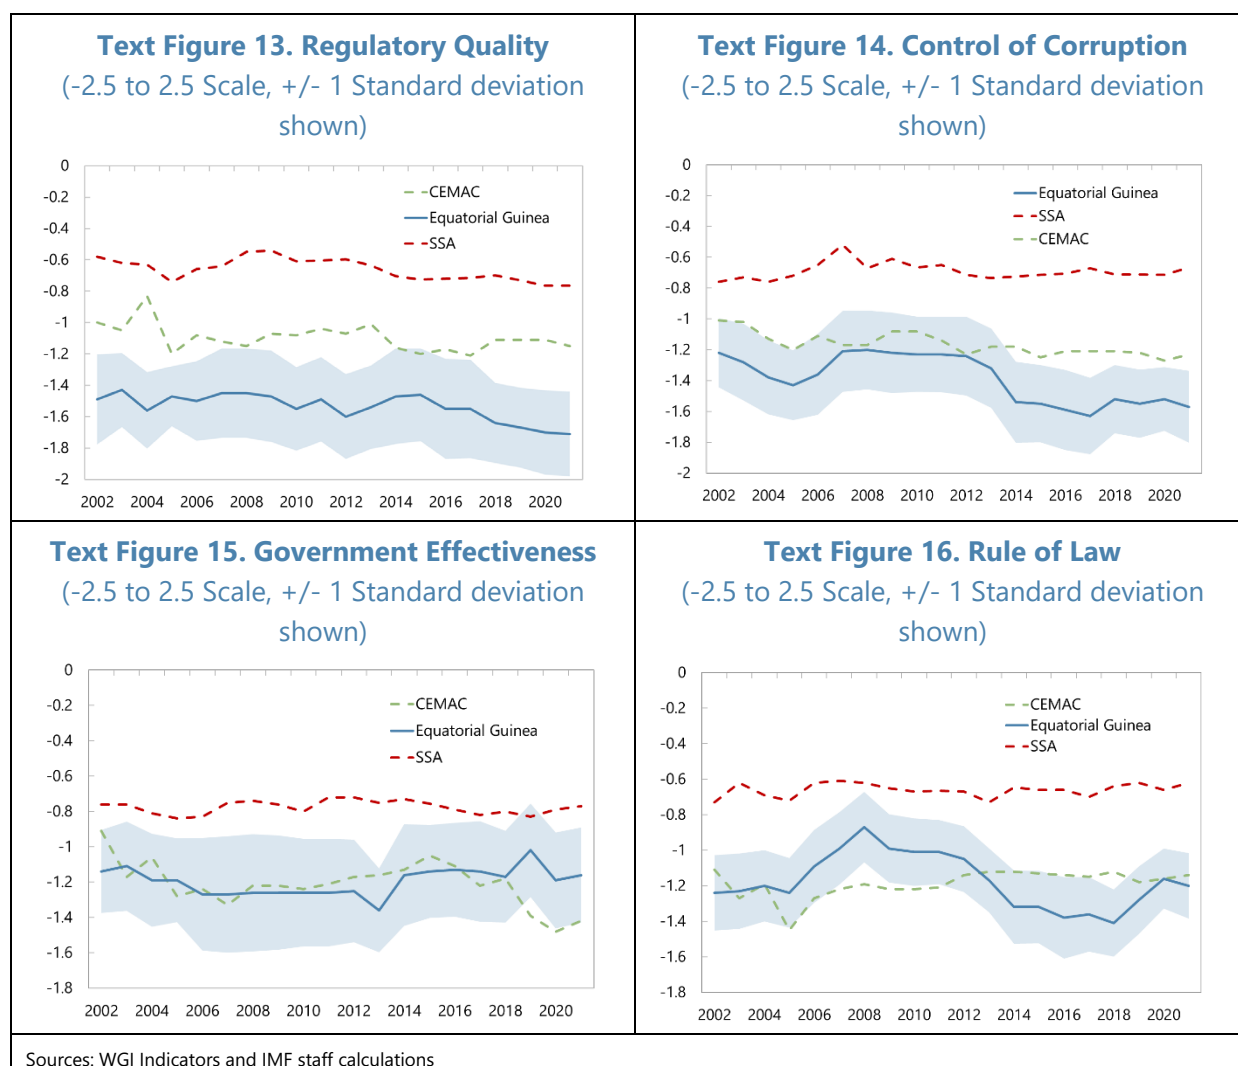 Text Figure 13. Regulatory Quality
(-2.5 to 2.5 Scale, +/- 1 Standard deviation
shown)
0
-0.2
-0.4
-0.6
-0.8
-1
-1.2
-1.4
-1.6
-1.8
-2
CEMAC
Equatorial Guinea
SSA
2002 2004 2006 2008 2010 2012 2014 2016 2018 2020
Text Figure 14. Control of Corruption
(-2.5 to 2.5 Scale, +/- 1 Standard deviation
shown)
0
-0.2
-0.4
-0.6
-0.8
-1
-1.2
-1.4
-1.6
-1.8
-2
Equatorial Guinea
SSA
CEMAC
2002 2004 2006 2008 2010 2012 2014 2016 2018 2020
Text Figure 15. Government Effectiveness
(-2.5 to 2.5 Scale, +/- 1 Standard deviation
shown)
0
-0.2
-0.4
-0.6
-0.8
-1
-1.2
-1.4
-1.6
-1.8
CEMAC
Equatorial Guinea
SSA
2002 2004 2006 2008 2010 2012 2014 2016 2018 2020
Text Figure 16. Rule of Law
(-2.5 to 2.5 Scale, +/- 1 Standard deviation
shown)
0
-0.2
-0.4
-0.6
-0.8
-1
-1.2
-1.4
-1.6
-1.8
CEMAC
Equatorial Guinea
SSA
2002 2004 2006 2008 2010 2012 2014 2016 2018 2020
Sources: WGI Indicators and IMF staff calculations